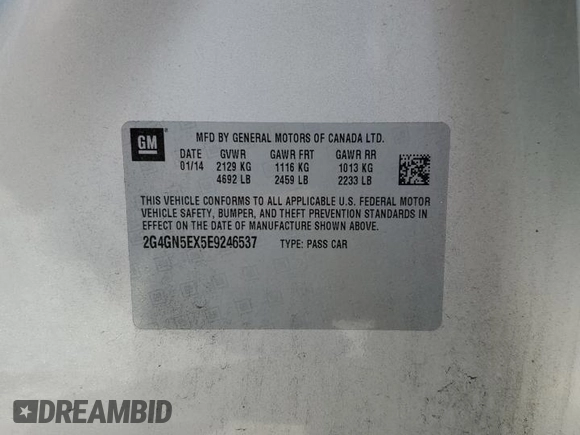 GM
MFD BY GENERAL MOTORS OF CANADA LTD.
DATE GVWR GAWR FRT GAWR RR
01/14 2129 KG 1116 KG 1013 KG
4692 LB 2459 LB 2233 LB
THIS VEHICLE CONFORMS TO ALL APPLICABLE U.S. FEDERAL MOTOR
VEHICLE SAFETY, BUMPER, AND THEFT PREVENTION STANDARDS IN
EFFECT ON THE DATE OF MANUFACTURE SHOWN ABOVE.
2G4GN5EX5E9246537 TYPE: PASS CAR
DREAMBID